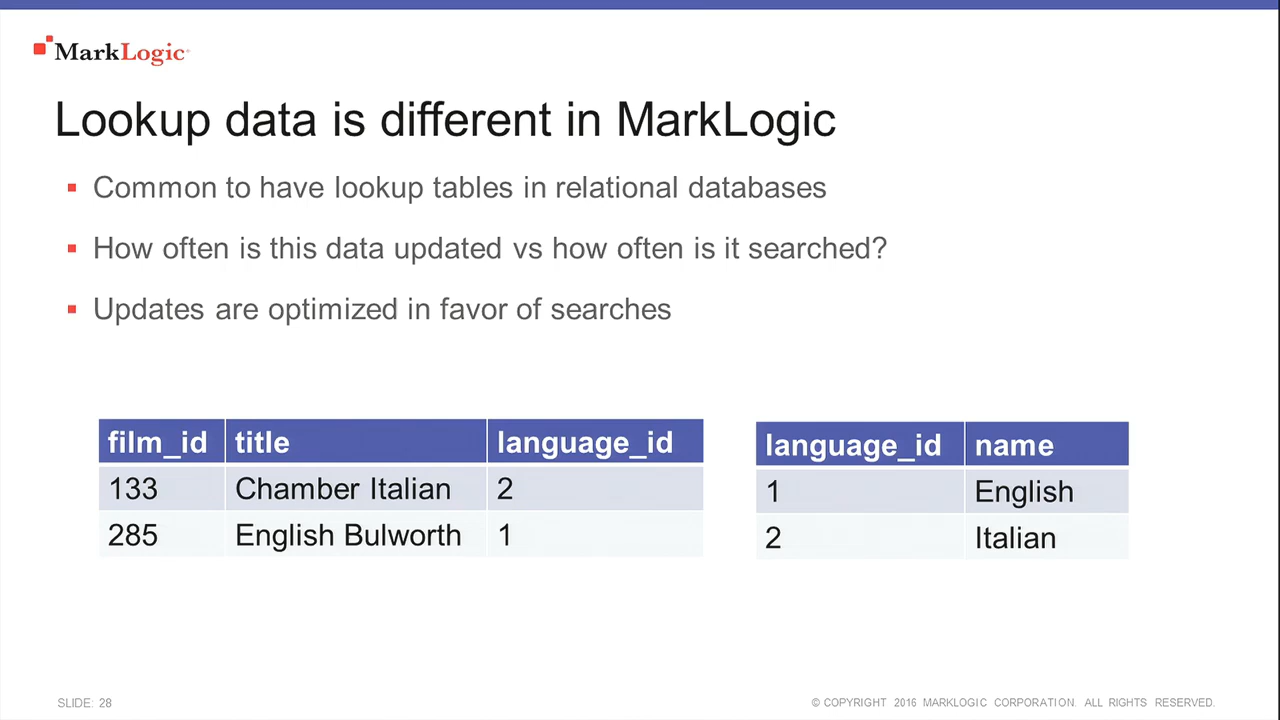 MarkLogic
Lookup data is different in MarkLogic
Common to have lookup tables in relational databases
How often is this data updated vs how often is it searched?
Updates are optimized in favor of searches
film_id title language_id
133 Chamber Italian 2
285 English Bulworth 1
language_id name
1 English
2 Italian
SLIDE: 28
© COPYRIGHT 2016 MARKLOGIC CORPORATION. ALL RIGHTS RESERVED.